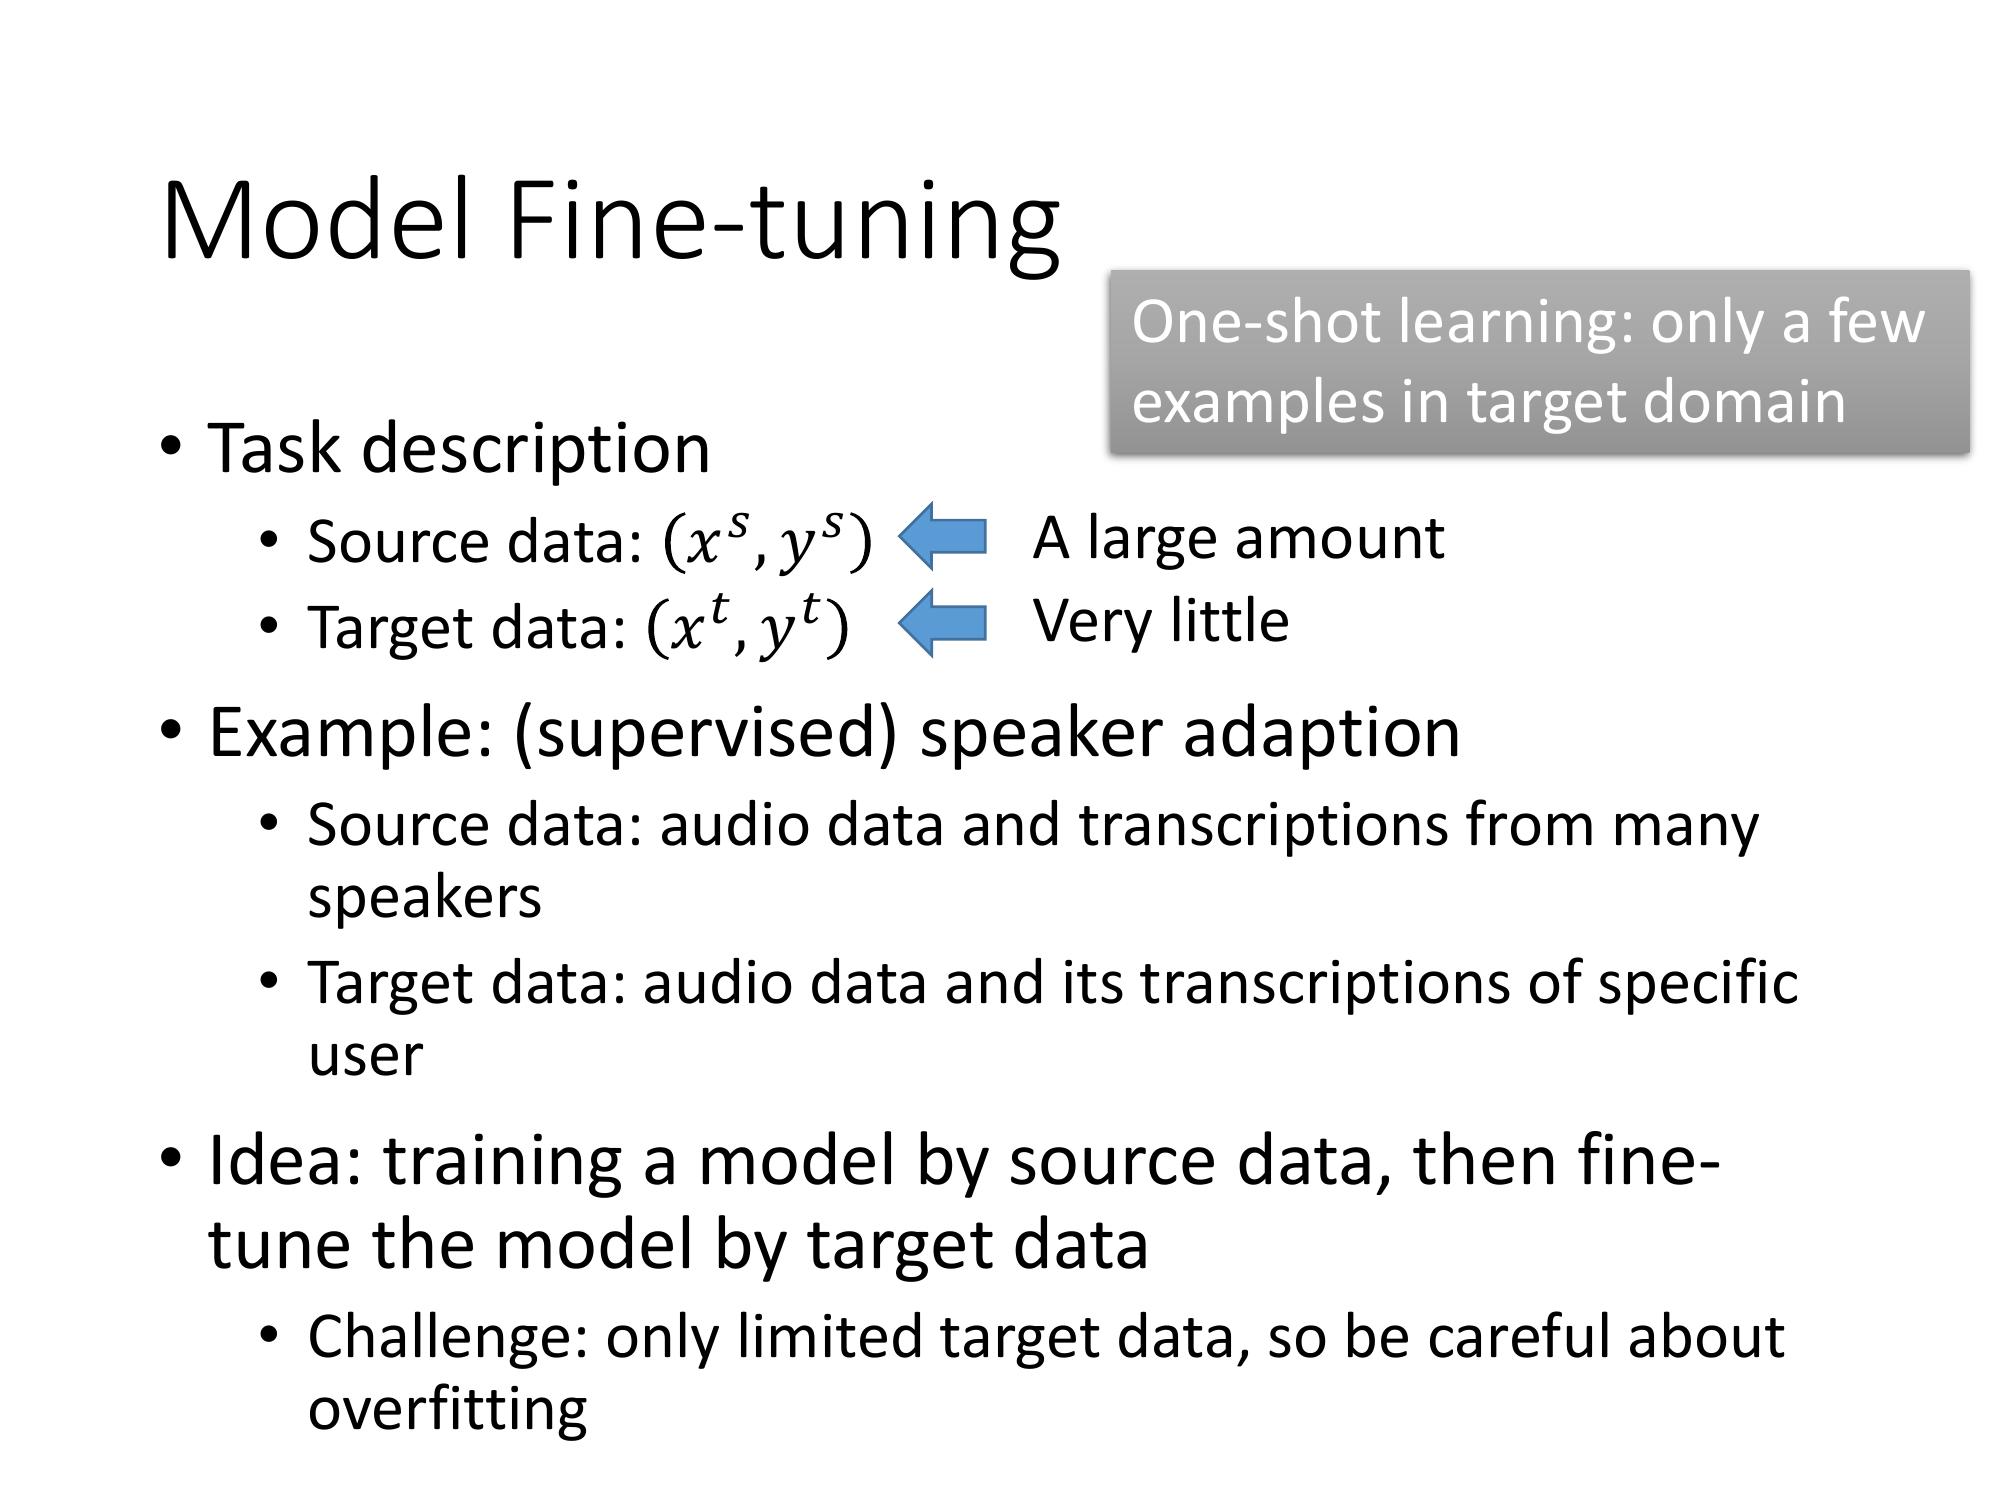 Model Fine-tuning
One-shot learning: only a few
examples in target domain
• Task description
• Source data: (x^s, y^s) A large amount
• Target data: (x^t, y^t) Very little
• Example: (supervised) speaker adaption
• Source data: audio data and transcriptions from many
speakers
• Target data: audio data and its transcriptions of specific
user
• Idea: training a model by source data, then fine-
tune the model by target data
• Challenge: only limited target data, so be careful about
overfitting